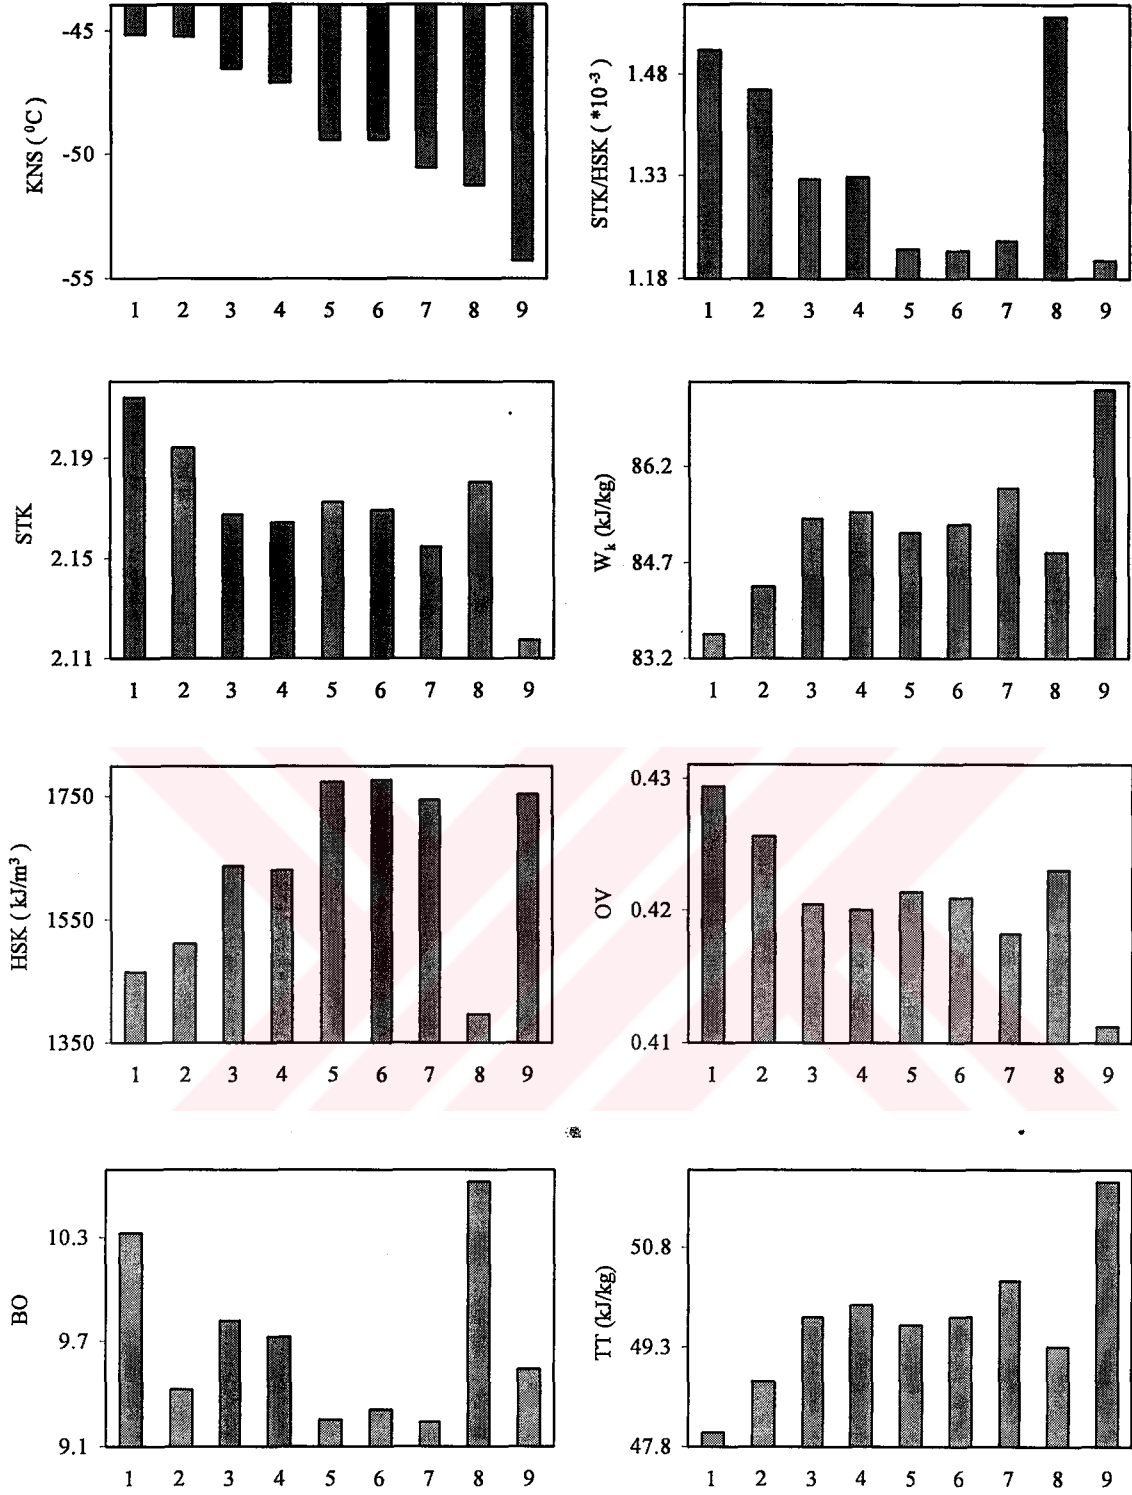 -45
-50
-55
KNS ( ⁰C)
1 2 3 4 5 6 7 8 9
1.48
1.33
1.18
STK/HSK ( *10⁻³)
1 2 3 4 5 6 7 8 9
2.19
2.15
2.11
STK
1 2 3 4 5 6 7 8 9
86.2
84.7
83.2
Wₖ (kJ/kg)
1 2 3 4 5 6 7 8 9
1750
1550
1350
HSK ( kJ/m³ )
1 2 3 4 5 6 7 8 9
0.43
0.42
0.41
OV
1 2 3 4 5 6 7 8 9
10.3
9.7
9.1
BO
1 2 3 4 5 6 7 8 9
50.8
49.3
47.8
TT (kJ/kg)
1 2 3 4 5 6 7 8 9